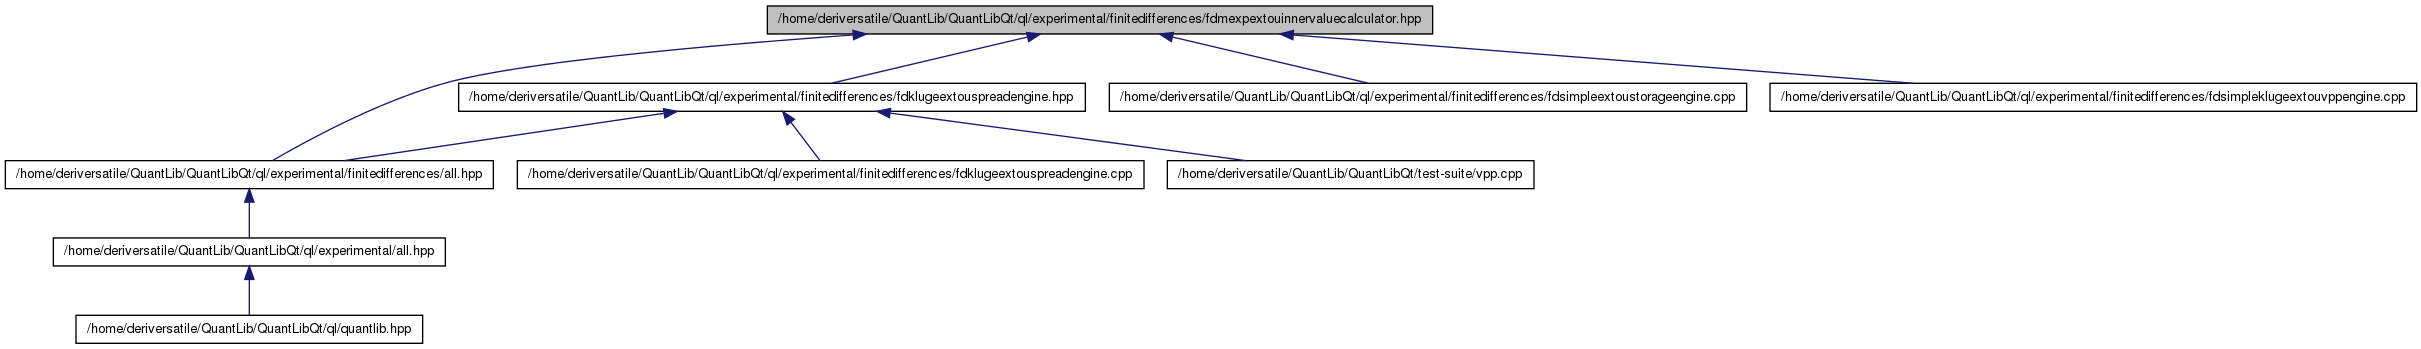 /home/deriversatile/QuantLib/QuantLibQt/ql/experimental/finitedifferences/fdmexpextouinnervaluecalculator.hpp
/home/deriversatile/QuantLib/QuantLibQt/ql/experimental/finitedifferences/fdklugeextouspreadengine.hpp
/home/deriversatile/QuantLib/QuantLibQt/ql/experimental/finitedifferences/fdsimpleextoustorageengine.cpp
/home/deriversatile/QuantLib/QuantLibQt/ql/experimental/finitedifferences/fdsimpleklugeextouvppengine.cpp
/home/deriversatile/QuantLib/QuantLibQt/ql/experimental/finitedifferences/all.hpp
/home/deriversatile/QuantLib/QuantLibQt/ql/experimental/finitedifferences/fdklugeextouspreadengine.cpp
/home/deriversatile/QuantLib/QuantLibQt/test-suite/vpp.cpp
/home/deriversatile/QuantLib/QuantLibQt/ql/experimental/all.hpp
/home/deriversatile/QuantLib/QuantLibQt/ql/quantlib.hpp